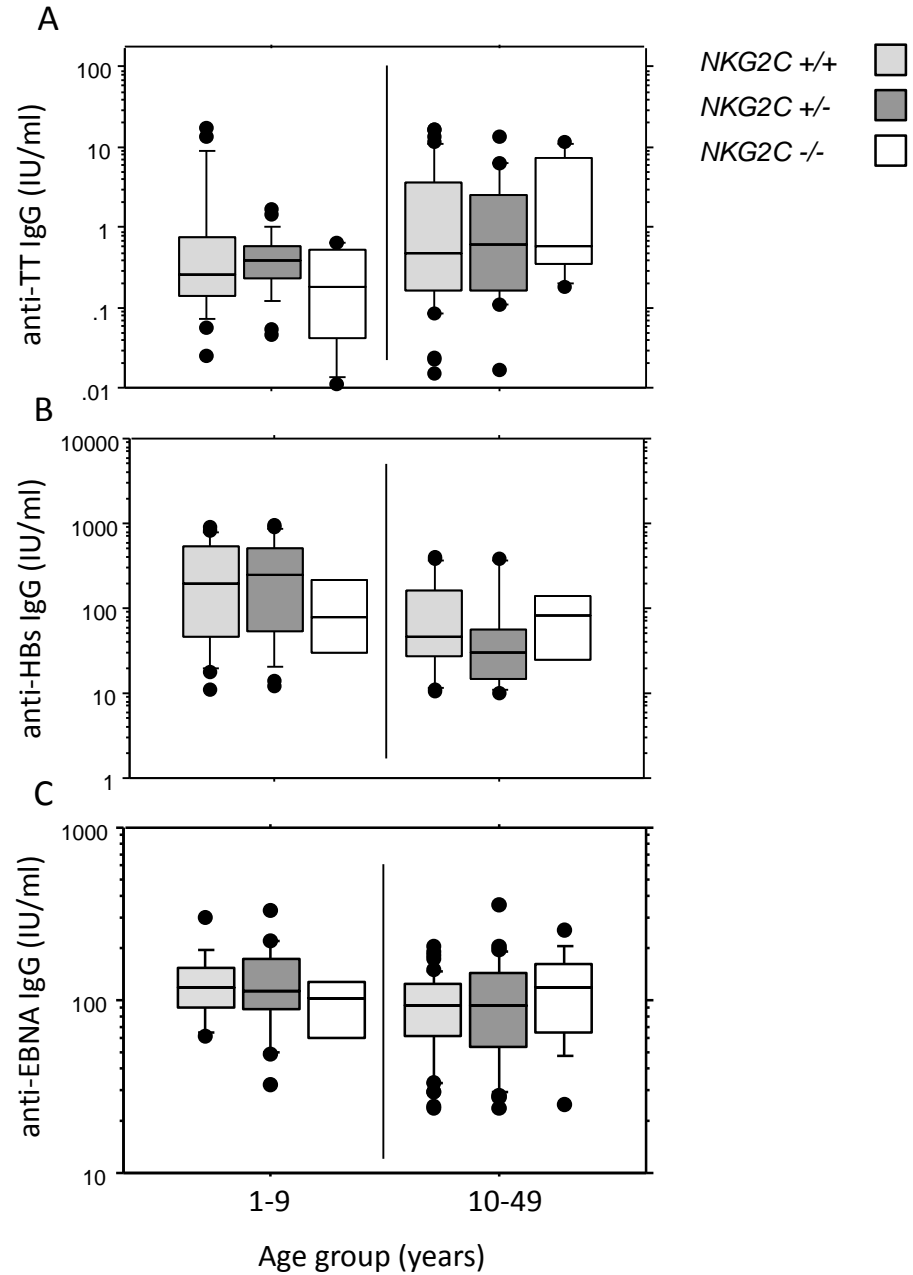 A
anti-TT IgG (IU/ml)
100
10
1
.1
.01
NKG2C +/+
NKG2C +/-
NKG2C -/-
B
anti-HBs IgG (IU/ml)
10000
1000
100
10
1
C
anti-EBNA IgG (IU/ml)
1000
100
10
1-9 10-49
Age group (years)